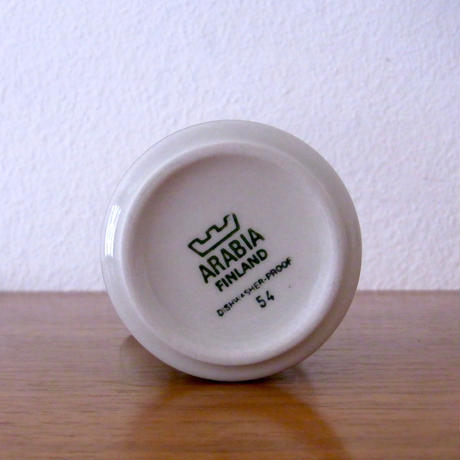 ARABIA
FINLAND
DISHWASHER-PROOF
54